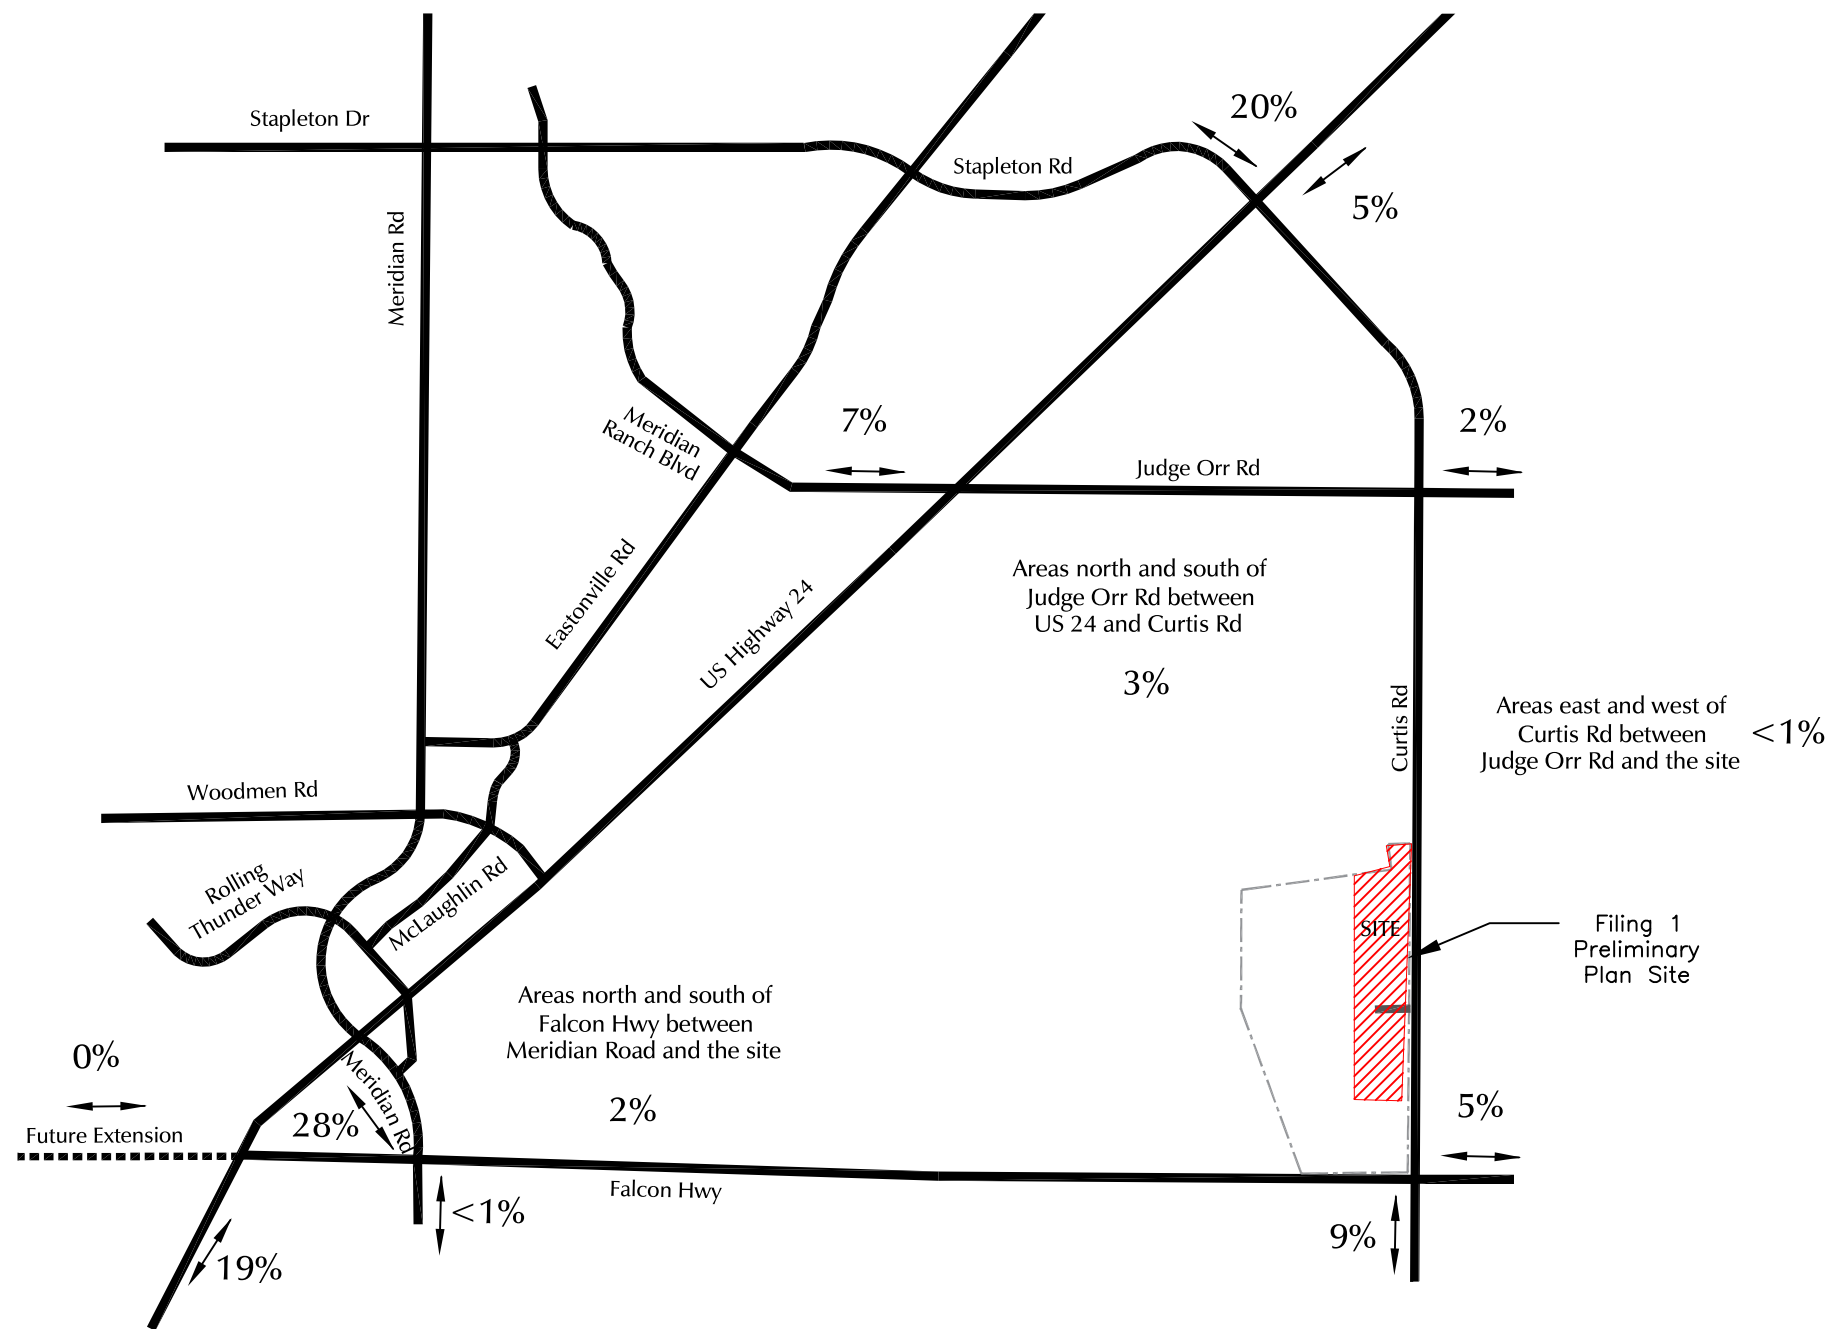 20%
Stapleton Dr
Stapleton Rd
5%
Meridian Rd
7%
2%
Meridian
Ranch Blvd
Judge Orr Rd
Eastonville Rd
US Highway 24
Areas north and south of
Judge Orr Rd between
US 24 and Curtis Rd
3%
Curtis Rd
Areas east and west of
Curtis Rd between
Judge Orr Rd and the site
<1%
Woodmen Rd
Rolling
Thunder Way
McLaughlin Rd
SITE
Filing 1
Preliminary
Plan Site
Areas north and south of
Falcon Hwy between
Meridian Road and the site
2%
0%
Future Extension
Meridian Rd
28%
5%
Falcon Hwy
<1%
9%
19%